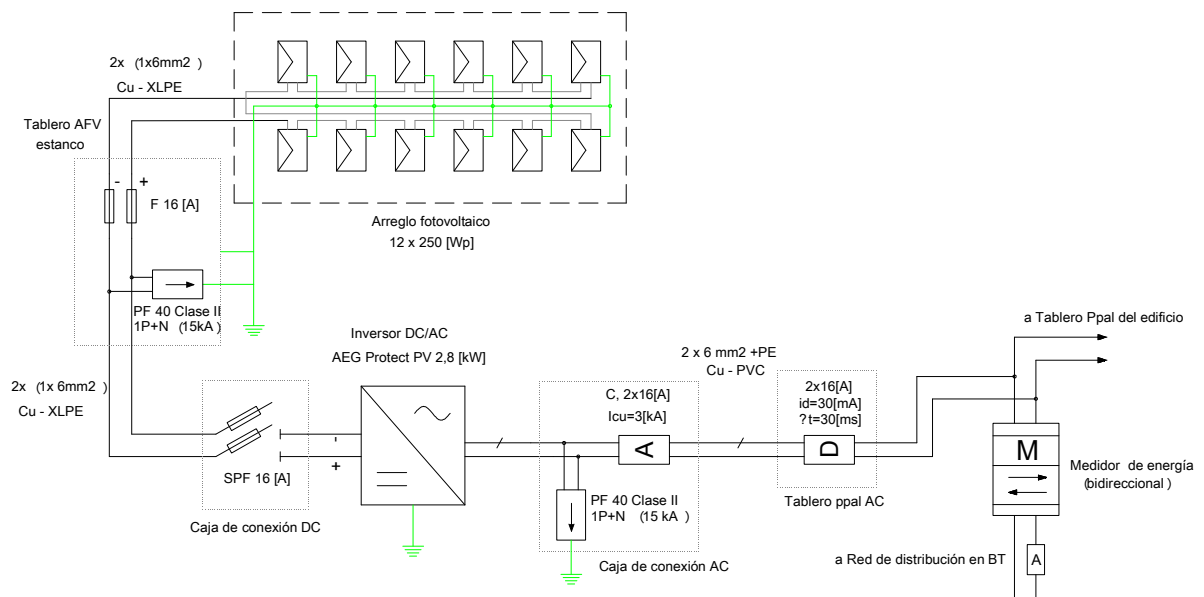 2x (1x6mm2 )
Cu - XLPE
Tablero AFV
estanco
- +
F 16 [A]
Arreglo fotovoltaico
12 x 250 [Wp]
PF 40 Clase II
1P+N (15kA )
2x (1x 6mm2 )
Cu - XLPE
SPF 16 [A]
Caja de conexión DC
Inversor DC/AC
AEG Protect PV 2,8 [kW]
-
+
C, 2x16[A]
Icu=3[kA]
A
PF 40 Clase II
1P+N (15 kA )
Caja de conexión AC
2 x 6 mm2 +PE
Cu - PVC
2x16[A]
id=30[mA]
?t=30[ms]
D
Tablero ppal AC
a Tablero Ppal del edificio
M
Medidor de energía
(bidireccional )
a Red de distribución en BT
A